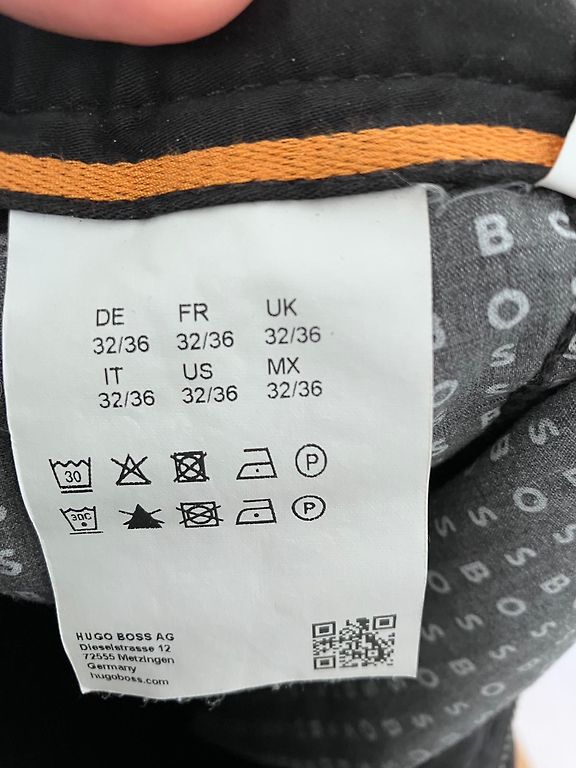 DE FR UK
32/36 32/36 32/36
IT US MX
32/36 32/36 32/36
30 P
30C P
HUGO BOSS AG
Dieselstrasse 12
72555 Metzingen
Germany
hugoboss.com